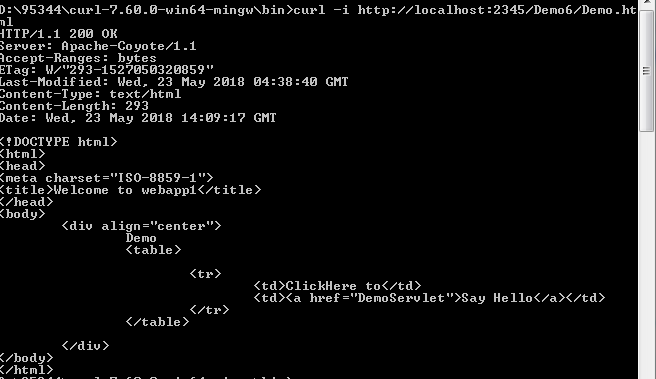 D:\95344\curl-7.60.0-win64-mingw\bin>curl -i http://localhost:2345/Demo6/Demo.ht
ml
HTTP/1.1 200 OK
Server: Apache-Coyote/1.1
Accept-Ranges: bytes
ETag: W/"293-1527050320859"
Last-Modified: Wed, 23 May 2018 04:38:40 GMT
Content-Type: text/html
Content-Length: 293
Date: Wed, 23 May 2018 14:09:17 GMT
<!DOCTYPE html>
<html>
<head>
<meta charset="ISO-8859-1">
<title>Welcome to webapp1</title>
</head>
<body>
<div align="center">
Demo
<table>
<tr>
<td>ClickHere to</td>
<td><a href="DemoServlet">Say Hello</a></td>
</tr>
</table>
</div>
</body>
</html>